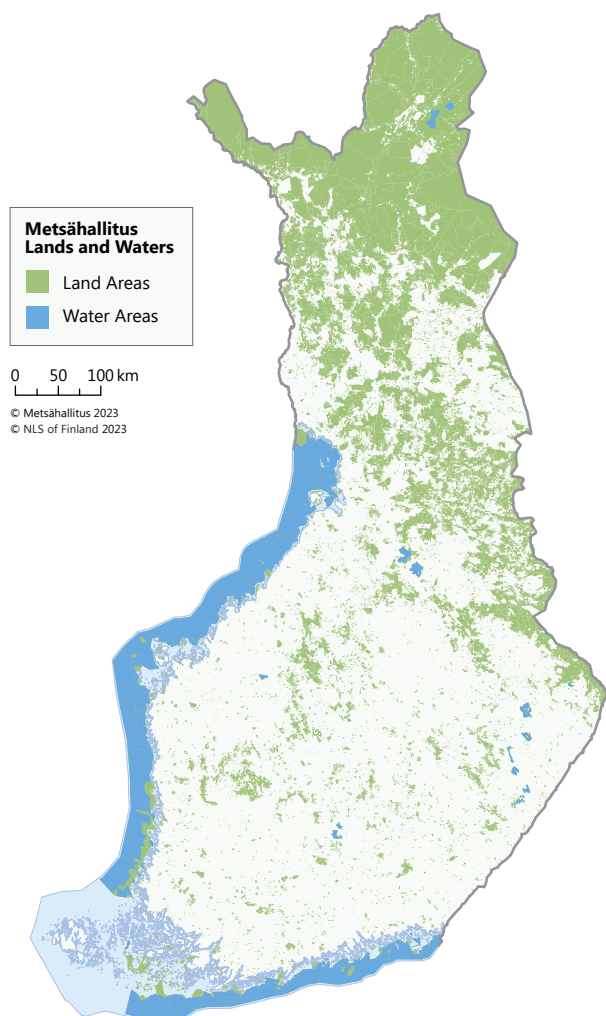 Metsähallitus
Lands and Waters
Land Areas
Water Areas
0 50 100 km
© Metsähallitus 2023
© NLS of Finland 2023